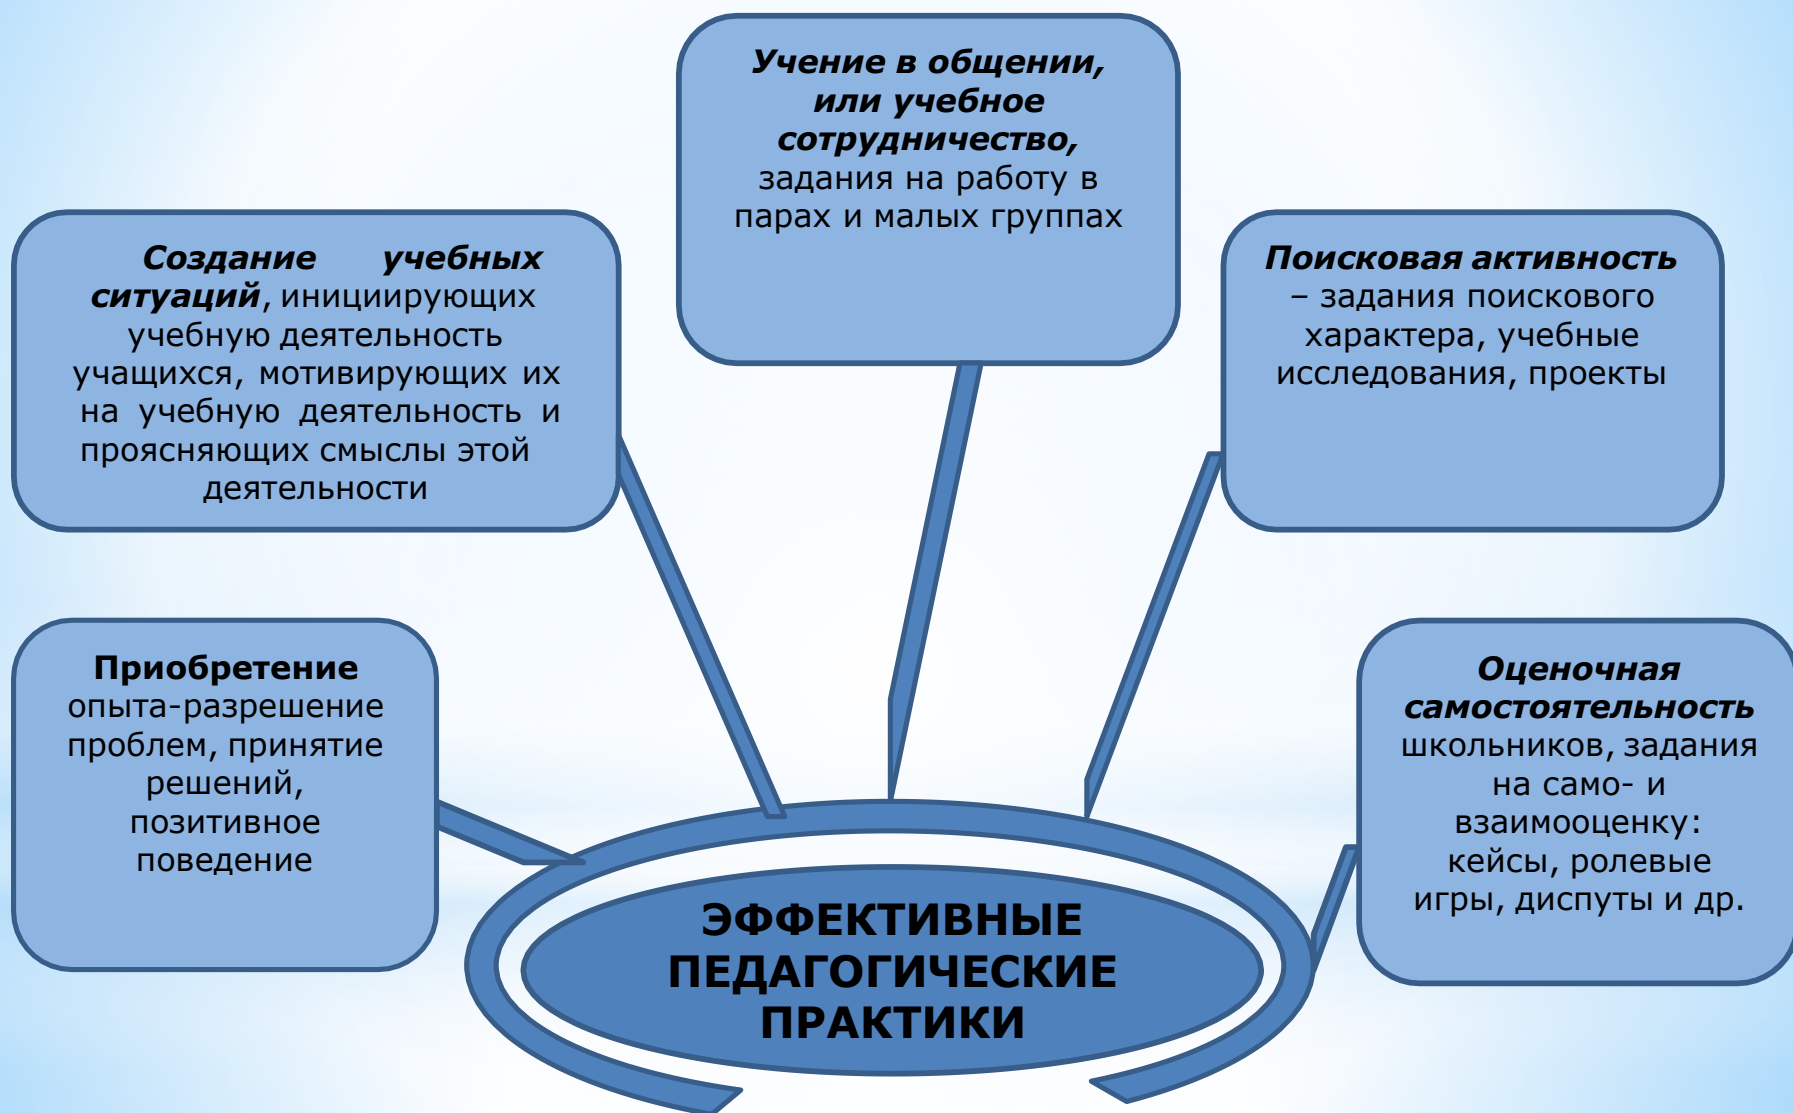 Учение в общении,
или учебное
сотрудничество,
задания на работу в
парах и малых группах
Создание учебных
ситуаций, инициирующих
учебную деятельность
учащихся, мотивирующих их
на учебную деятельность и
проясняющих смыслы этой
деятельности
Поисковая активность
– задания поискового
характера, учебные
исследования, проекты
Приобретение
опыта-разрешение
проблем, принятие
решений,
позитивное
поведение
Оценочная
самостоятельность
школьников, задания
на само- и
взаимооценку:
кейсы, ролевые
игры, диспуты и др.
ЭФФЕКТИВНЫЕ
ПЕДАГОГИЧЕСКИЕ
ПРАКТИКИ